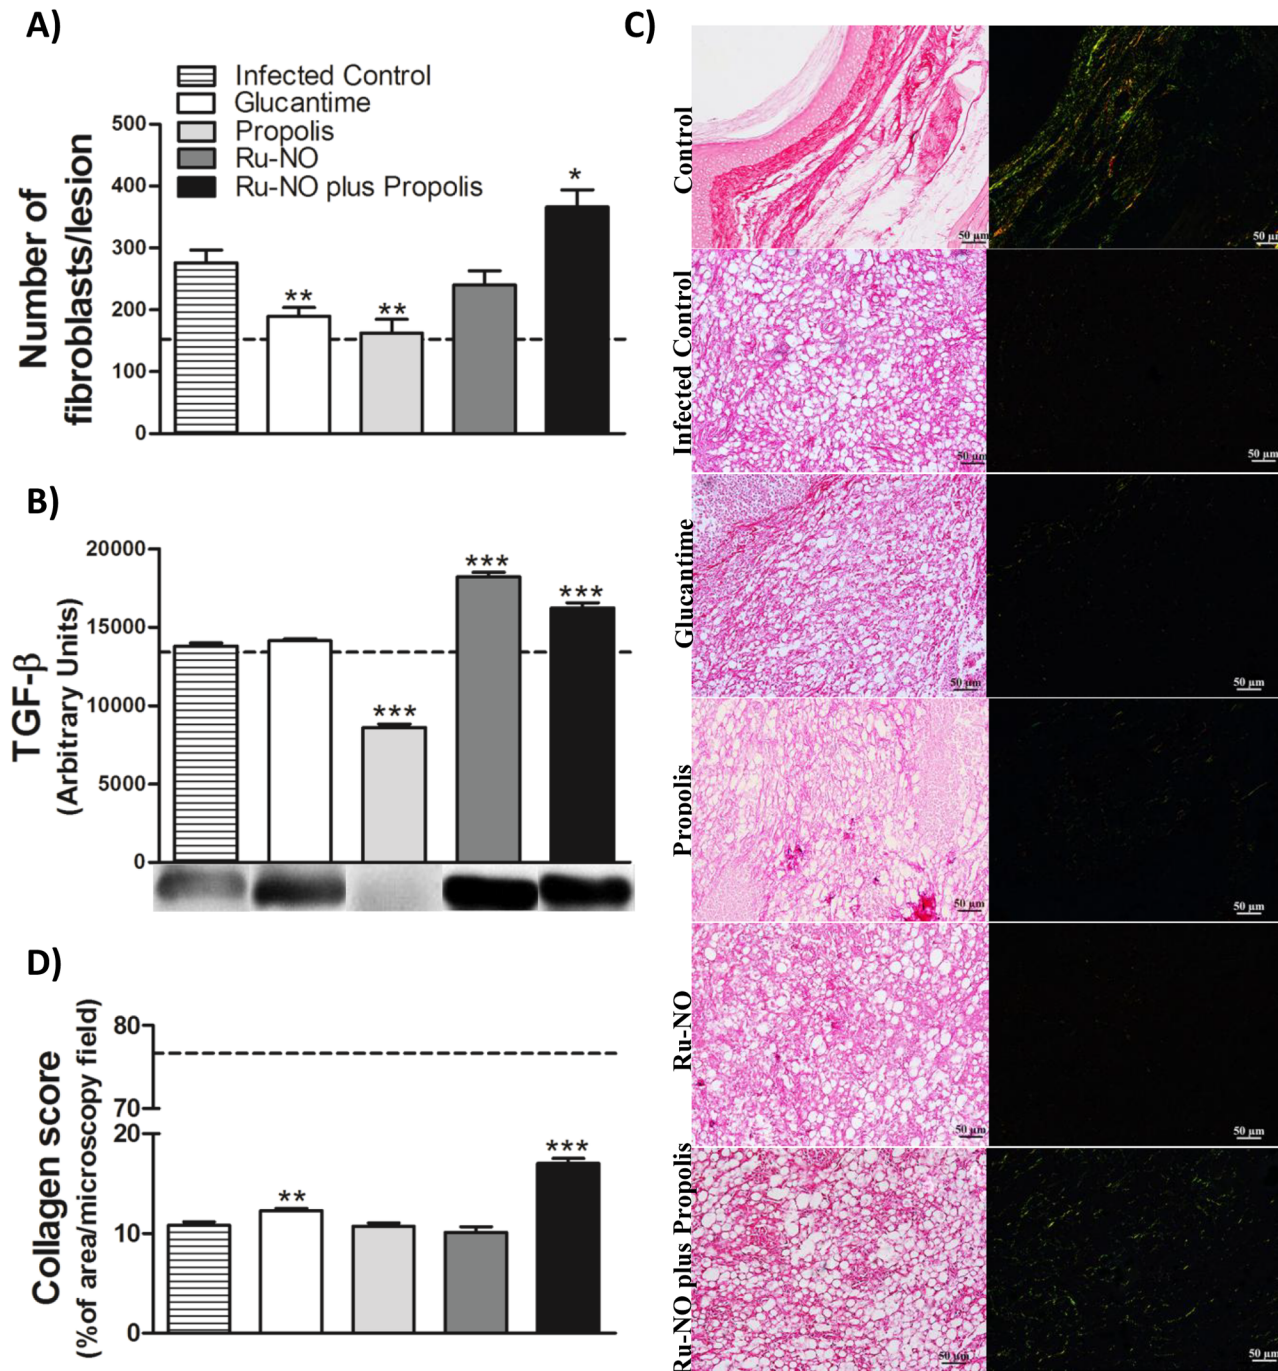 A)
Infected Control
Glucantime
Propolis
Ru-NO
Ru-NO plus Propolis
Number of
fibroblasts/lesion
500
400
300
200
100
0
**
**
*
B)
TGF-β
(Arbitrary Units)
20000
15000
10000
5000
0
***
***
***
D)
Collagen score
(%of area/microscopy field)
80
70
20
10
0
**
***
C)
Control
50 µm
50 µm
Infected Control
50 µm
50 µm
Glucantime
50 µm
50 µm
Propolis
50 µm
50 µm
Ru-NO
50 µm
50 µm
Ru-NO plus Propolis
50 µm
50 µm